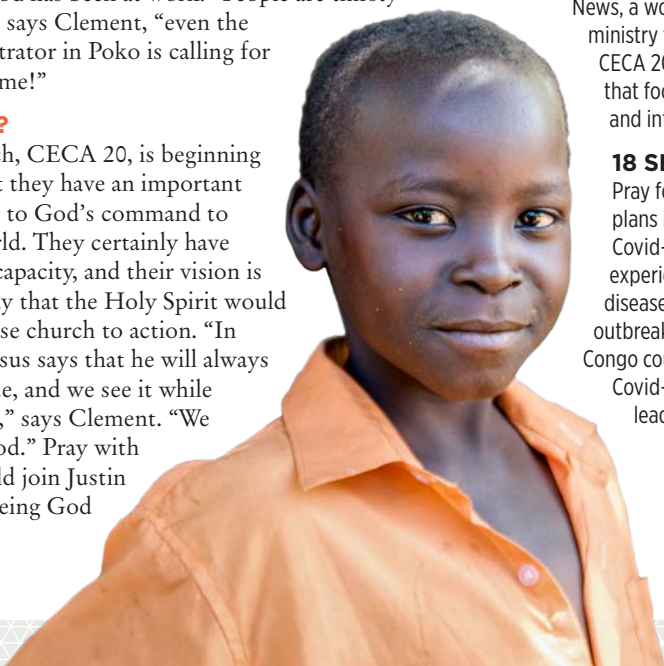 says Clement, "even the
trator in Poko is calling for
me!"
?
ch, CECA 20, is beginning
t they have an important
to God's command to
rld. They certainly have
capacity, and their vision is
y that the Holy Spirit would
se church to action. "In
sus says that he will always
e, and we see it while
," says Clement. "We
od." Pray with
ld join Justin
eing God
News, a wo
ministry
CECA 20
that foc
and in
18 S
Pray fo
plans i
Covid-
experi
disease
outbreak
Congo cou
Covid-
lead